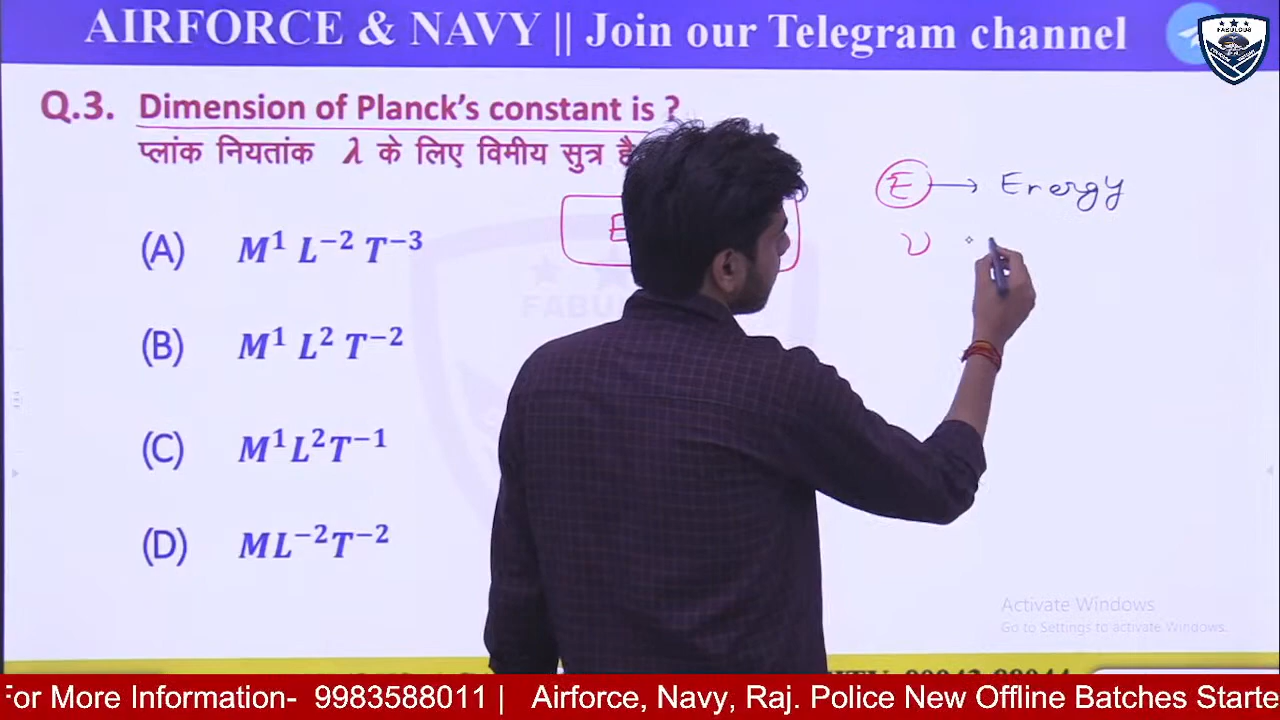 AIRFORCE & NAVY || Join our Telegram channel
FABULOUS
Q.3. Dimension of Planck's constant is ?
प्लांक नियतांक λ के लिए विमीय सुत्र है
E → Energy
ν
E
(A) M¹ L⁻² T⁻³
(B) M¹ L² T⁻²
(C) M¹L²T⁻¹
(D) ML⁻²T⁻²
Activate Windows
Go to Settings to activate Windows.
For More Information- 9983588011 | Airforce, Navy, Raj. Police New Offline Batches Starte